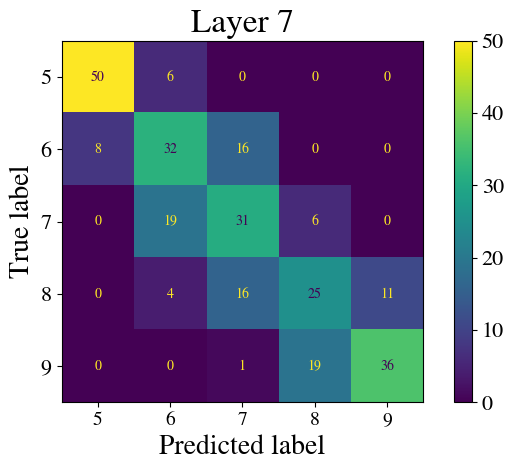 Layer 7
True label
5 50 6 0 0 0
6 8 32 16 0 0
7 0 19 31 6 0
8 0 4 16 25 11
9 0 0 1 19 36
5 6 7 8 9
Predicted label
50
40
30
20
10
0